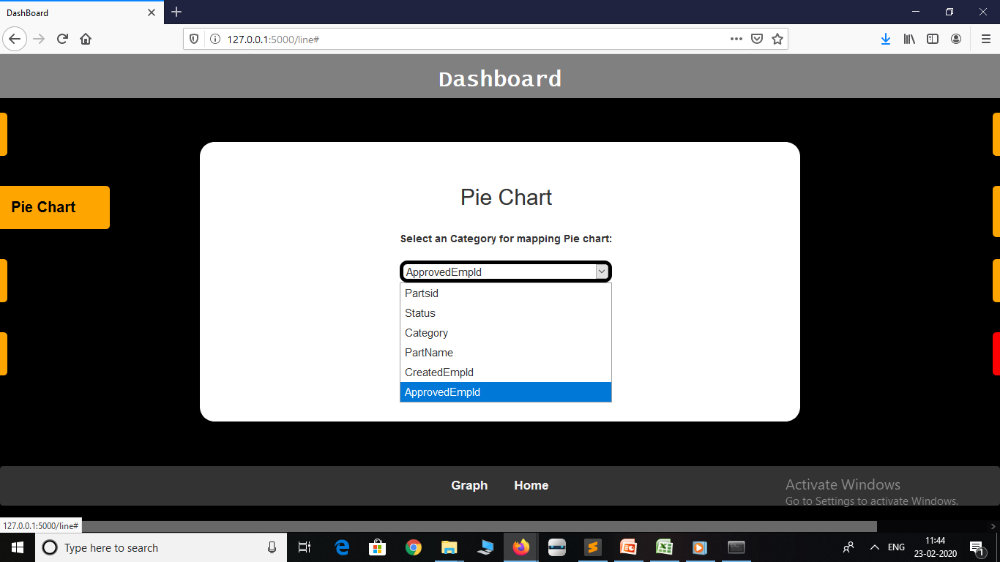 DashBoard
127.0.0.1:5000/line#
Dashboard
Pie Chart
Pie Chart
Select an Category for mapping Pie chart:
ApprovedEmpId
Partsid
Status
Category
PartName
CreatedEmpId
ApprovedEmpId
Graph Home
Activate Windows
Go to Settings to activate Windows.
127.0.0.1:5000/line#
Type here to search
ENG
11:44
23-02-2020
1